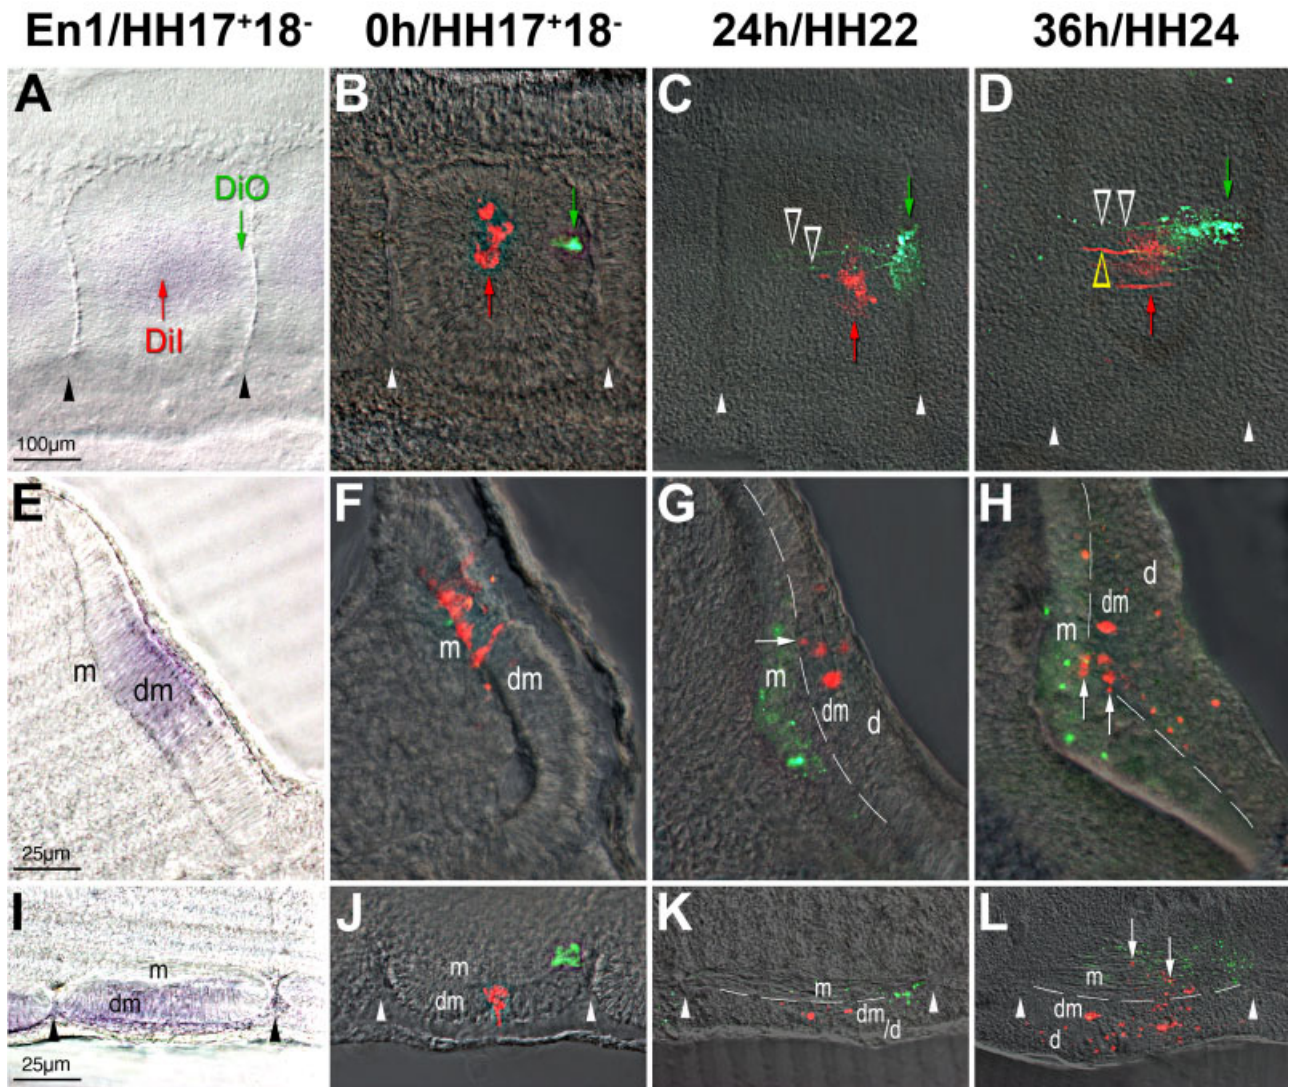 En1/HH17⁺18⁻ 0h/HH17⁺18⁻ 24h/HH22 36h/HH24
A B C D
DiO
DiI
100µm
E F G H
m dm
m dm
m dm d
m dm d
25µm
I J K L
m dm
m dm
m dm/d
m dm d
25µm